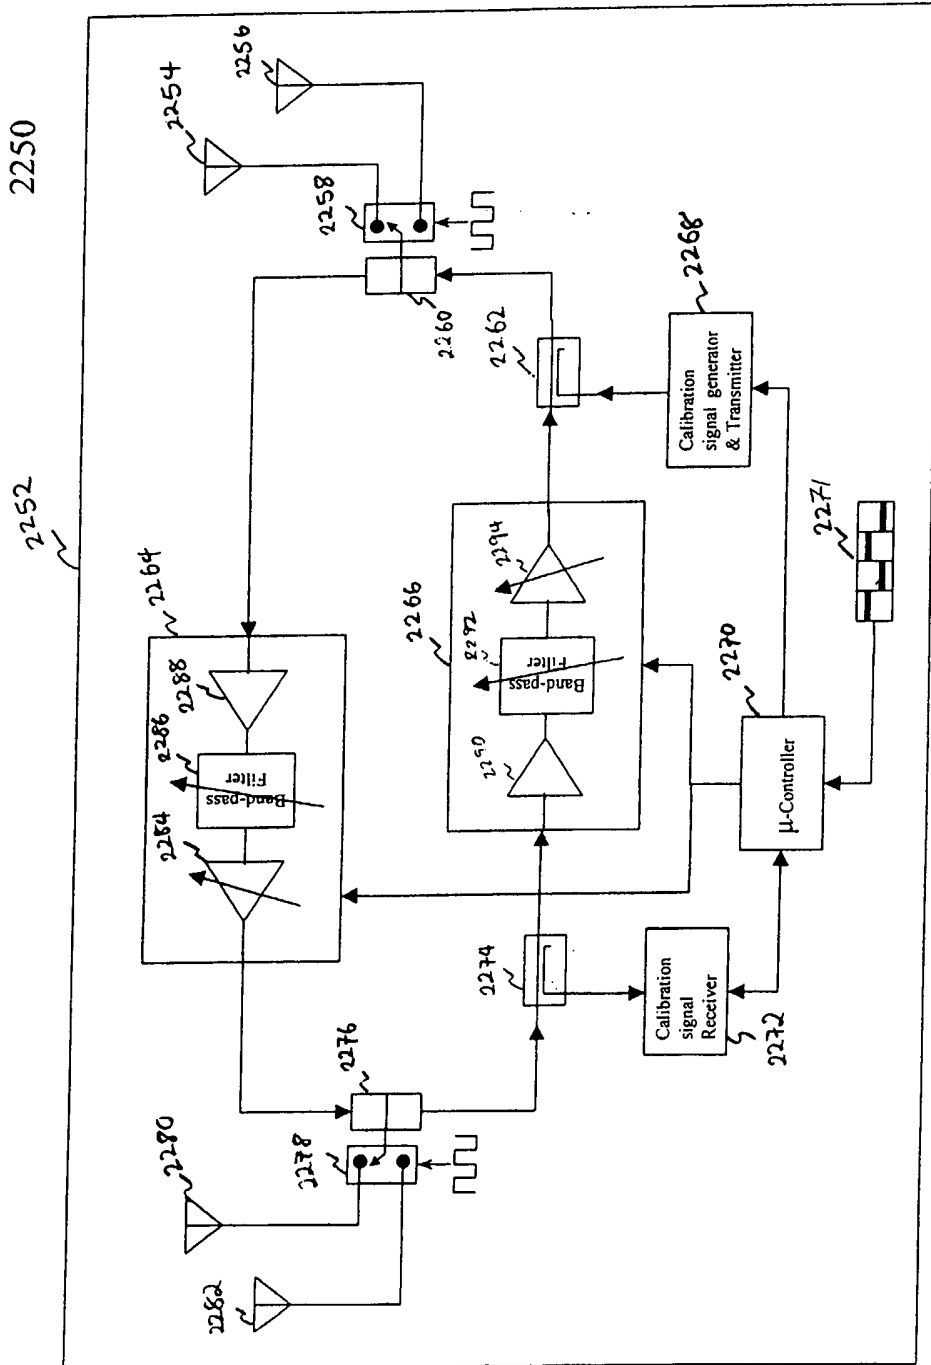 2250
2252
2254
2256
2258
2260
2264
2284
2286
2288
Band-pass
Filter
2280
2282
2278
2276
2266
2290
2292
2294
Band-pass
Filter
2262
2274
Calibration
signal
Receiver
2272
µ-Controller
2270
2271
Calibration
signal generator
& Transmitter
2268